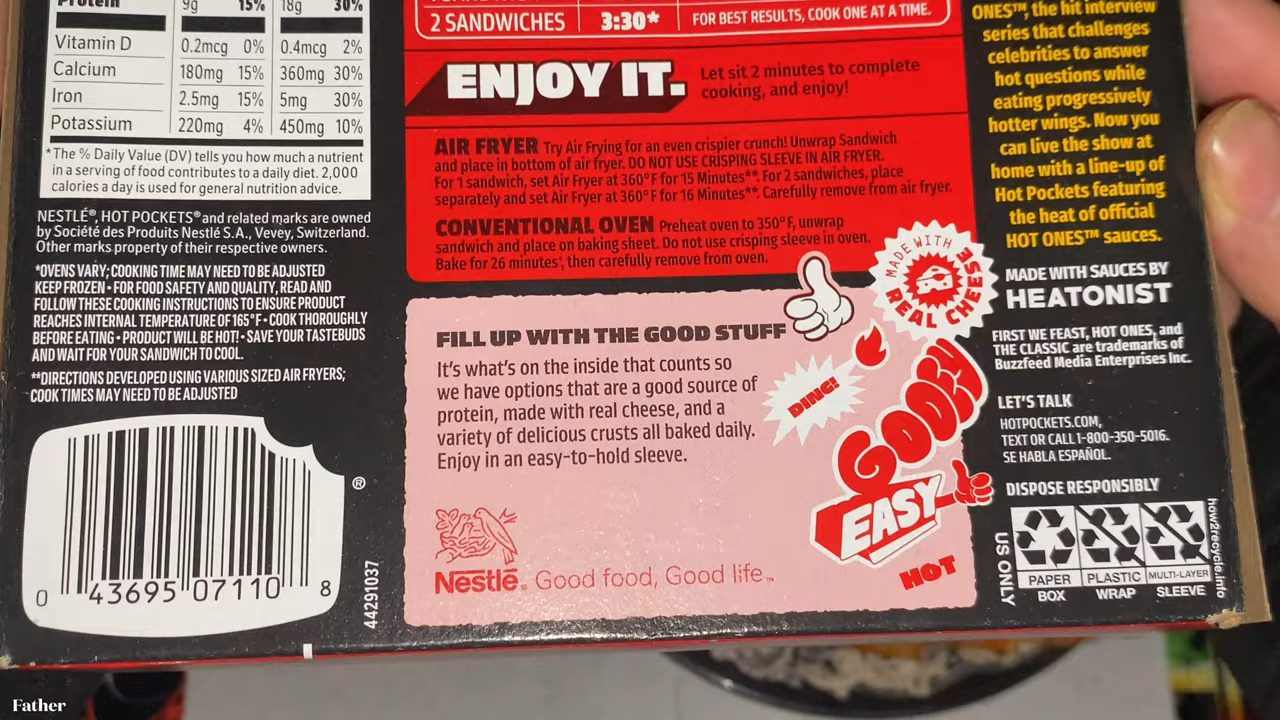 Protein 9g 15% 18g 30%
Vitamin D 0.2mcg 0% 0.4mcg 2%
Calcium 180mg 15% 360mg 30%
Iron 2.5mg 15% 5mg 30%
Potassium 220mg 4% 450mg 10%
*The % Daily Value (DV) tells you how much a nutrient
in a serving of food contributes to a daily diet. 2,000
calories a day is used for general nutrition advice.
NESTLÉ®, HOT POCKETS® and related marks are owned
by Société des Produits Nestlé S.A., Vevey, Switzerland.
Other marks property of their respective owners.
*OVENS VARY; COOKING TIME MAY NEED TO BE ADJUSTED
KEEP FROZEN • FOR FOOD SAFETY AND QUALITY, READ AND
FOLLOW THESE COOKING INSTRUCTIONS TO ENSURE PRODUCT
REACHES INTERNAL TEMPERATURE OF 165°F • COOK THOROUGHLY
BEFORE EATING • PRODUCT WILL BE HOT! • SAVE YOUR TASTEBUDS
AND WAIT FOR YOUR SANDWICH TO COOL.
**DIRECTIONS DEVELOPED USING VARIOUS SIZED AIR FRYERS;
COOK TIMES MAY NEED TO BE ADJUSTED
®
0 43695 07110 8
44291037
2 SANDWICHES 3:30* FOR BEST RESULTS, COOK ONE AT A TIME.
ENJOY IT.
Let sit 2 minutes to complete
cooking, and enjoy!
AIR FRYER Try Air Frying for an even crispier crunch! Unwrap Sandwich
and place in bottom of air fryer. DO NOT USE CRISPING SLEEVE IN AIR FRYER.
For 1 sandwich, set Air Fryer at 360°F for 15 Minutes**. For 2 sandwiches, place
separately and set Air Fryer at 360°F for 16 Minutes**. Carefully remove from air fryer.
CONVENTIONAL OVEN Preheat oven to 350°F, unwrap
sandwich and place on baking sheet. Do not use crisping sleeve in oven.
Bake for 26 minutes*, then carefully remove from oven.
MADE WITH
REAL CHEESE
FILL UP WITH THE GOOD STUFF
It's what's on the inside that counts so
we have options that are a good source of
protein, made with real cheese, and a
variety of delicious crusts all baked daily.
Enjoy in an easy-to-hold sleeve.
DING!
GOOEY
EASY
HOT
Nestlé® Good food, Good life™
ONES™, the hit interview
series that challenges
celebrities to answer
hot questions while
eating progressively
hotter wings. Now you
can live the show at
home with a line-up of
Hot Pockets featuring
the heat of official
HOT ONES™ sauces.
MADE WITH SAUCES BY
HEATONIST
FIRST WE FEAST, HOT ONES, and
THE CLASSIC are trademarks of
Buzzfeed Media Enterprises Inc.
LET'S TALK
HOTPOCKETS.COM,
TEXT OR CALL 1-800-350-5016.
SE HABLA ESPAÑOL.
DISPOSE RESPONSIBLY
US ONLY
PAPER PLASTIC MULTI-LAYER
BOX WRAP SLEEVE
how2recycle.info
Father